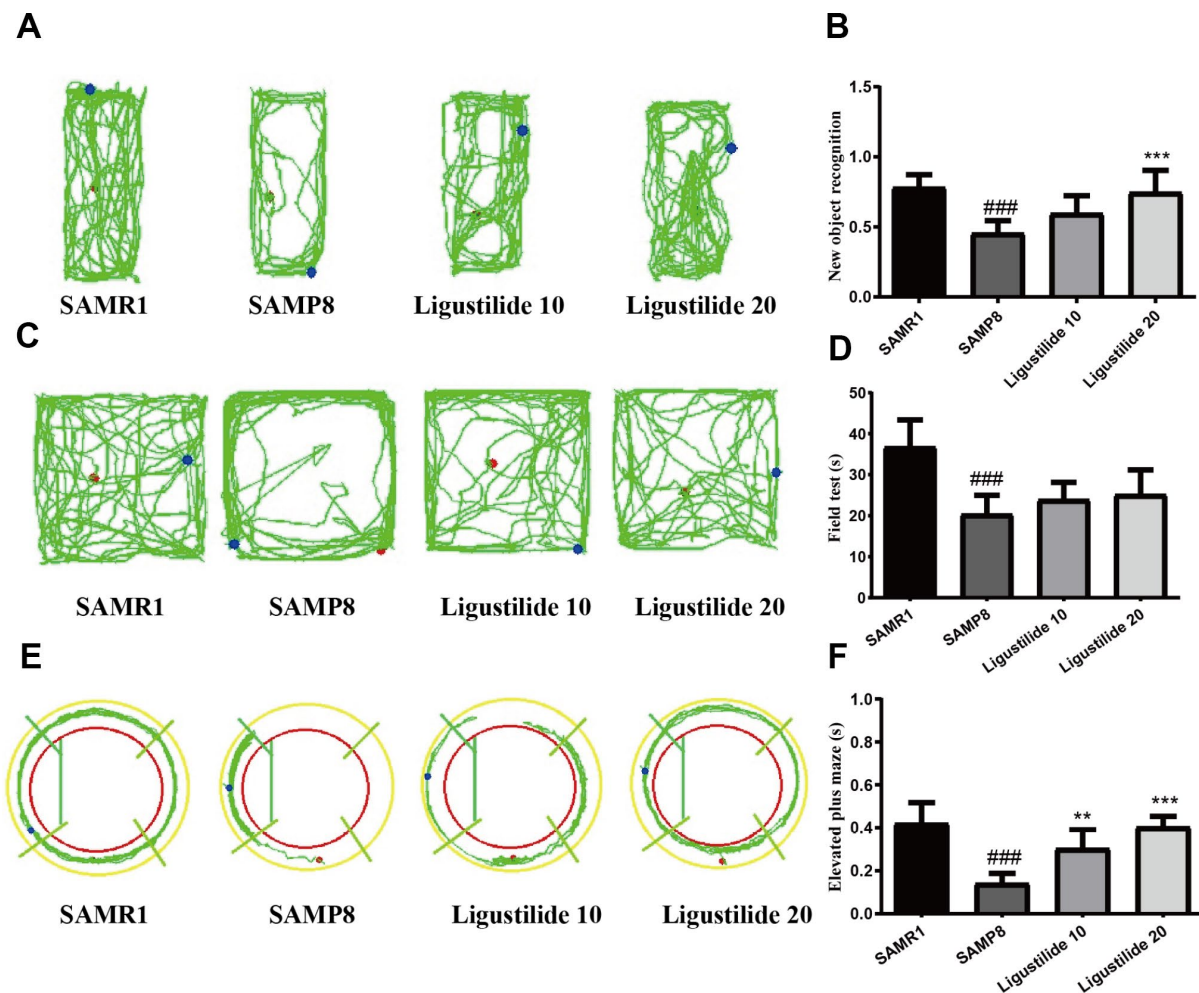 A
SAMR1
SAMP8
Ligustilide 10
Ligustilide 20
B
New object recognition
1.5
1.0
0.5
0.0
###
***
SAMR1
SAMP8
Ligustilide 10
Ligustilide 20
C
SAMR1
SAMP8
Ligustilide 10
Ligustilide 20
D
Field test (s)
50
40
30
20
10
0
###
SAMR1
SAMP8
Ligustilide 10
Ligustilide 20
E
SAMR1
SAMP8
Ligustilide 10
Ligustilide 20
F
Elevated plus maze (s)
1.0
0.8
0.6
0.4
0.2
0.0
###
**
***
SAMR1
SAMP8
Ligustilide 10
Ligustilide 20